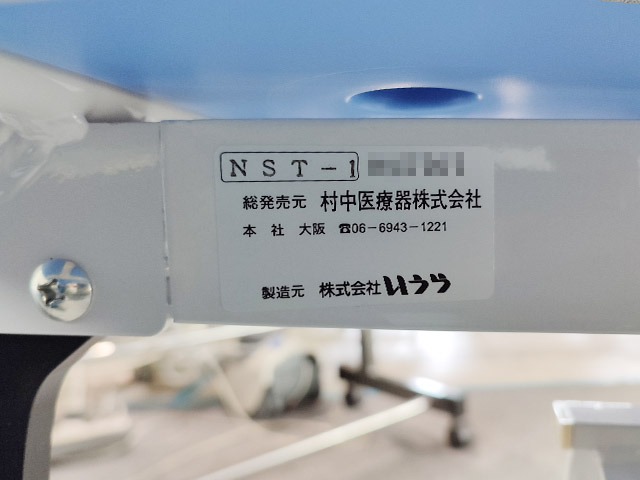 NST-1
総発売元 村中医療器株式会社
本社 大阪 ☎06-6943-1221
製造元 株式会社いうら